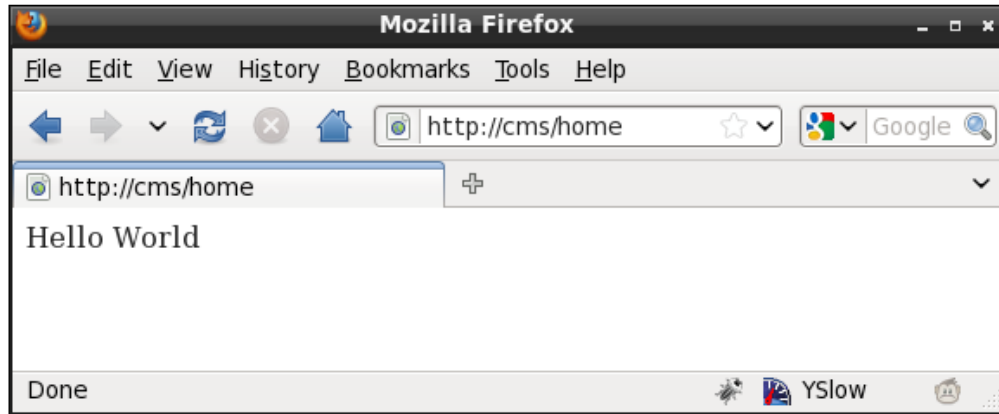 Mozilla Firefox
File Edit View History Bookmarks Tools Help
http://cms/home Google
http://cms/home
Hello World
Done YSlow